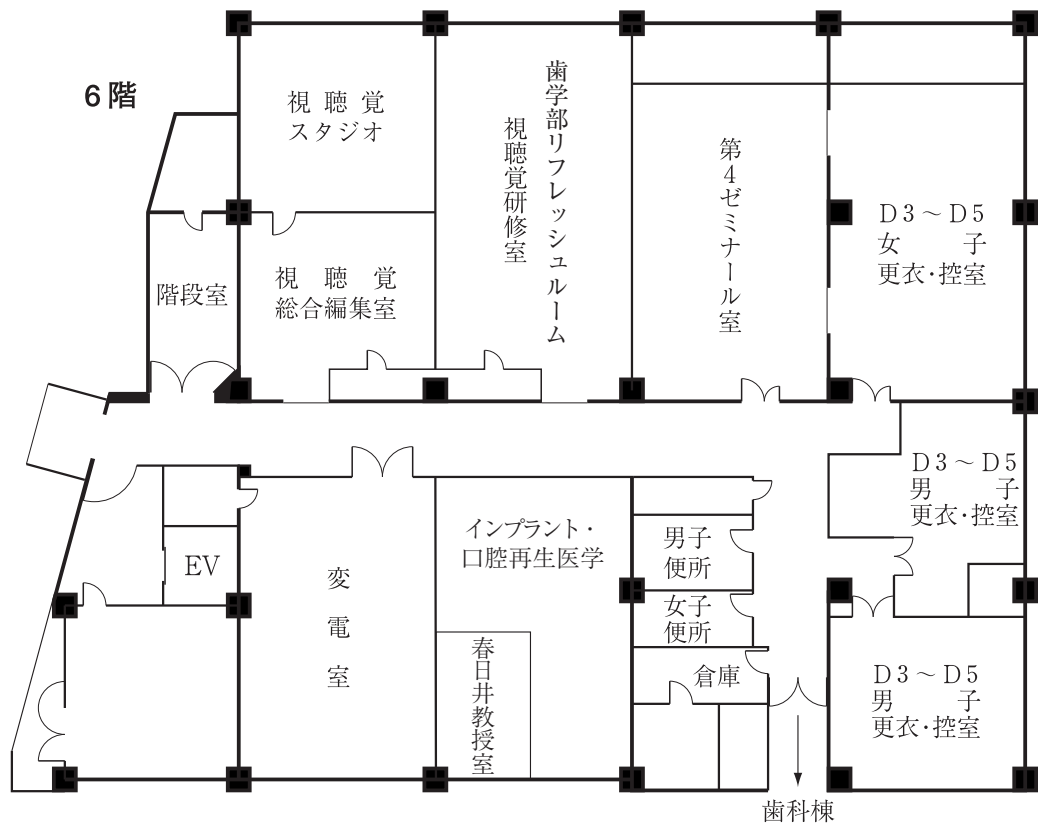 6階
視聴覚
スタジオ
歯学部リフレッシュルーム
視聴覚研修室
第4ゼミナール室
D3～D5
女子
更衣・控室
階段室
視聴覚
総合編集室
D3～D5
男子
更衣・控室
EV
変電室
インプラント・
口腔再生医学
春日井教授室
男子
便所
女子
便所
倉庫
D3～D5
男子
更衣・控室
歯科棟